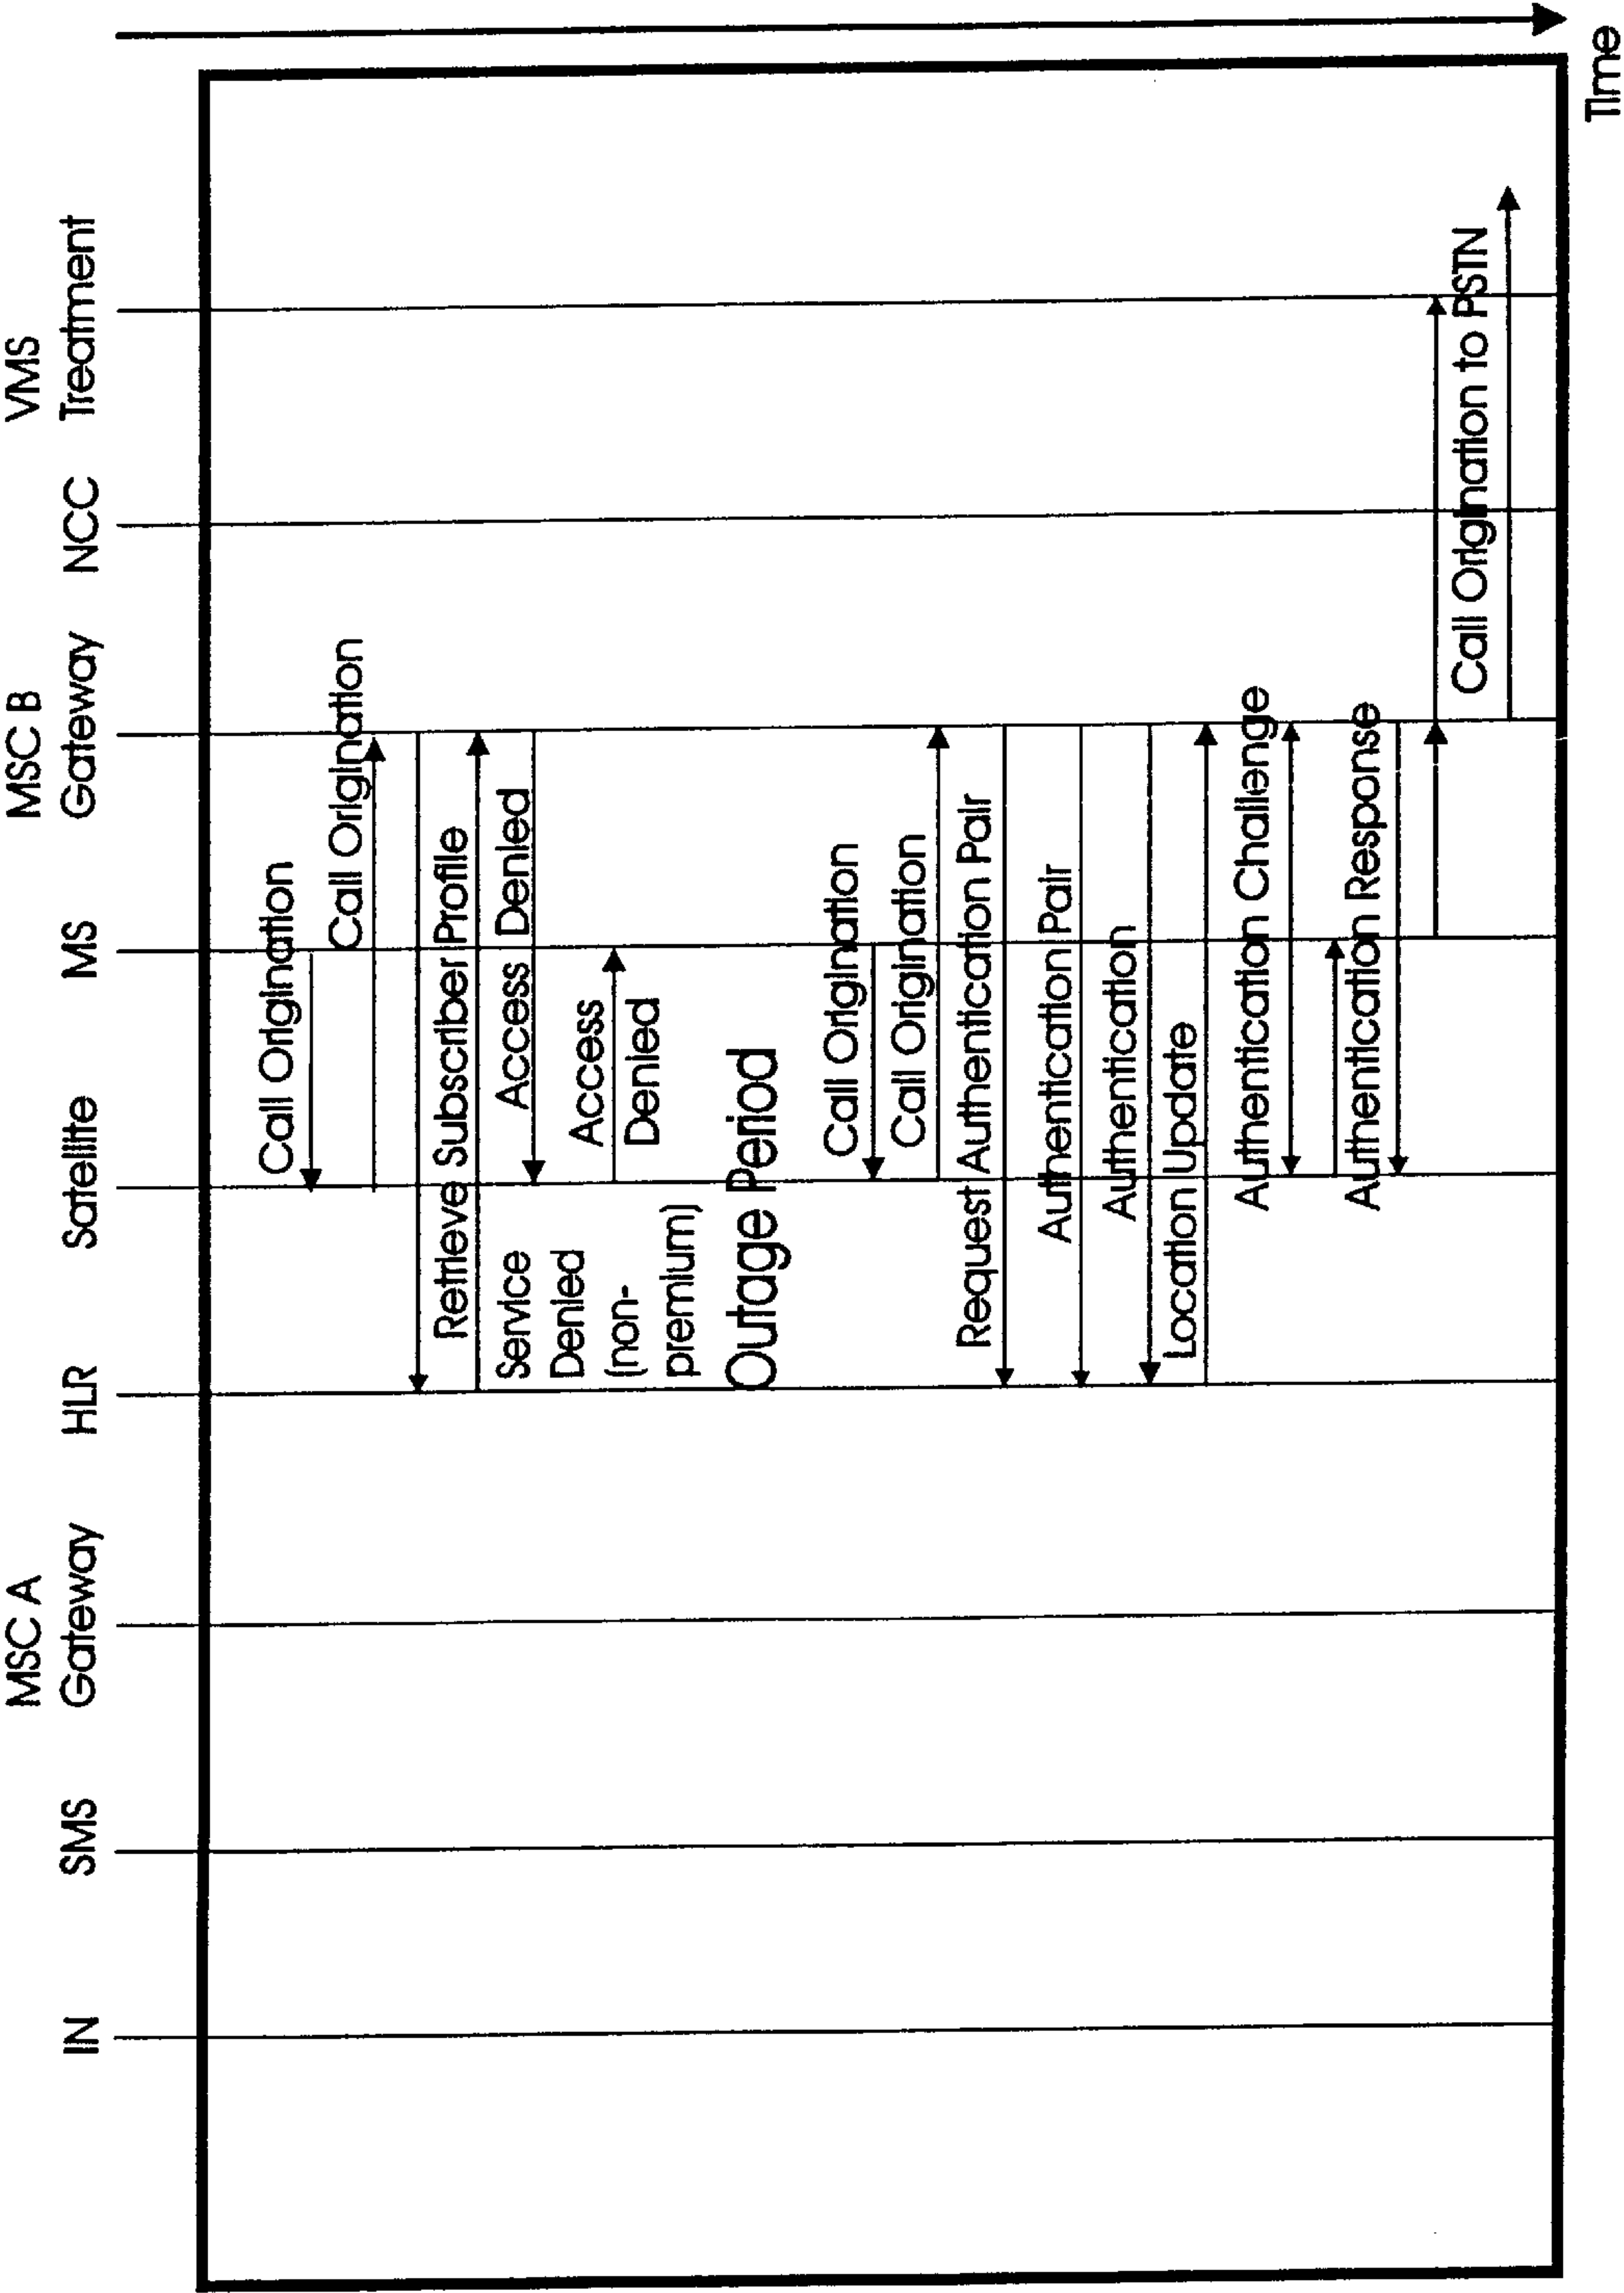 IN
SMS
MSC A
Gateway
HLR
Satellite
MS
MSC B
Gateway
NCC
VMS
Treatment
Call Origination
Call Origination
Retrieve Subscriber Profile
Service
Denied
(non-
premium)
Access Denied
Access
Denied
Outage Period
Call Origination
Call Origination
Request Authentication Pair
Authentication Pair
Authentication
Location Update
Authentication Challenge
Authentication Response
Call Origination to PSTN
Time